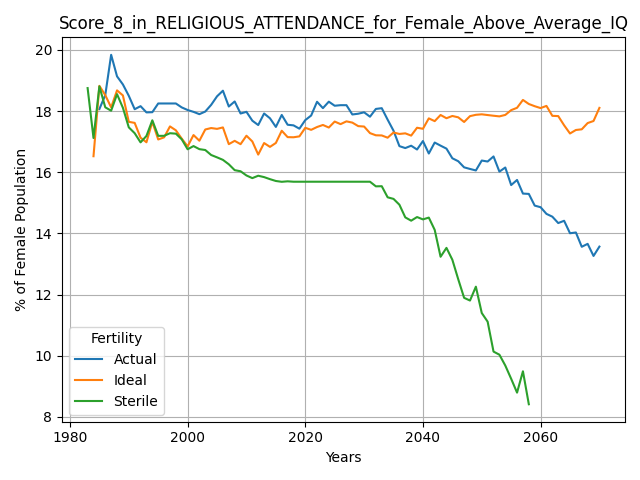 Score_8_in_RELIGIOUS_ATTENDANCE_for_Female_Above_Average_IQ
% of Female Population
20
18
16
14
12
10
8
Fertility
Actual
Ideal
Sterile
1980
2000
2020
2040
2060
Years